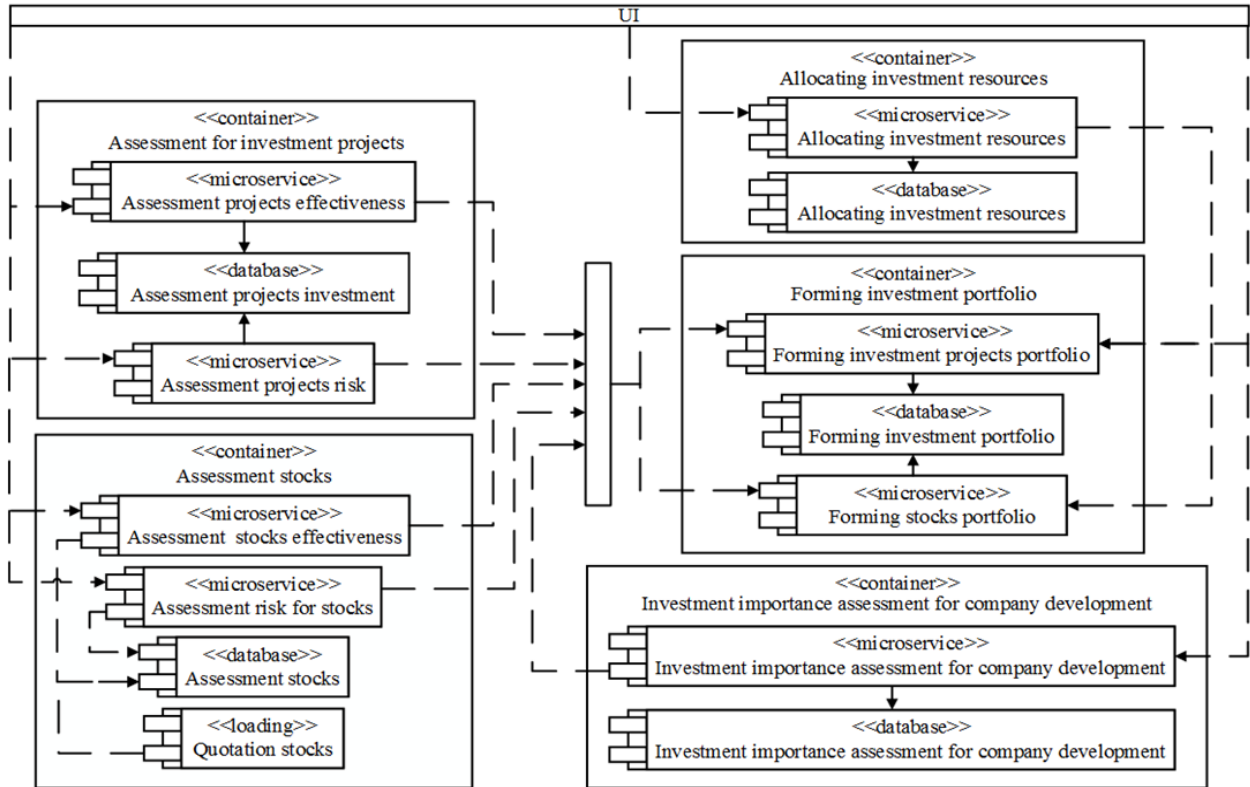 UI
<<container>>
Assessment for investment projects
<<microservice>>
Assessment projects effectiveness
<<database>>
Assessment projects investment
<<microservice>>
Assessment projects risk
<<container>>
Assessment stocks
<<microservice>>
Assessment stocks effectiveness
<<microservice>>
Assessment risk for stocks
<<database>>
Assessment stocks
<<loading>>
Quotation stocks
<<container>>
Allocating investment resources
<<microservice>>
Allocating investment resources
<<database>>
Allocating investment resources
<<container>>
Forming investment portfolio
<<microservice>>
Forming investment projects portfolio
<<database>>
Forming investment portfolio
<<microservice>>
Forming stocks portfolio
<<container>>
Investment importance assessment for company development
<<microservice>>
Investment importance assessment for company development
<<database>>
Investment importance assessment for company development